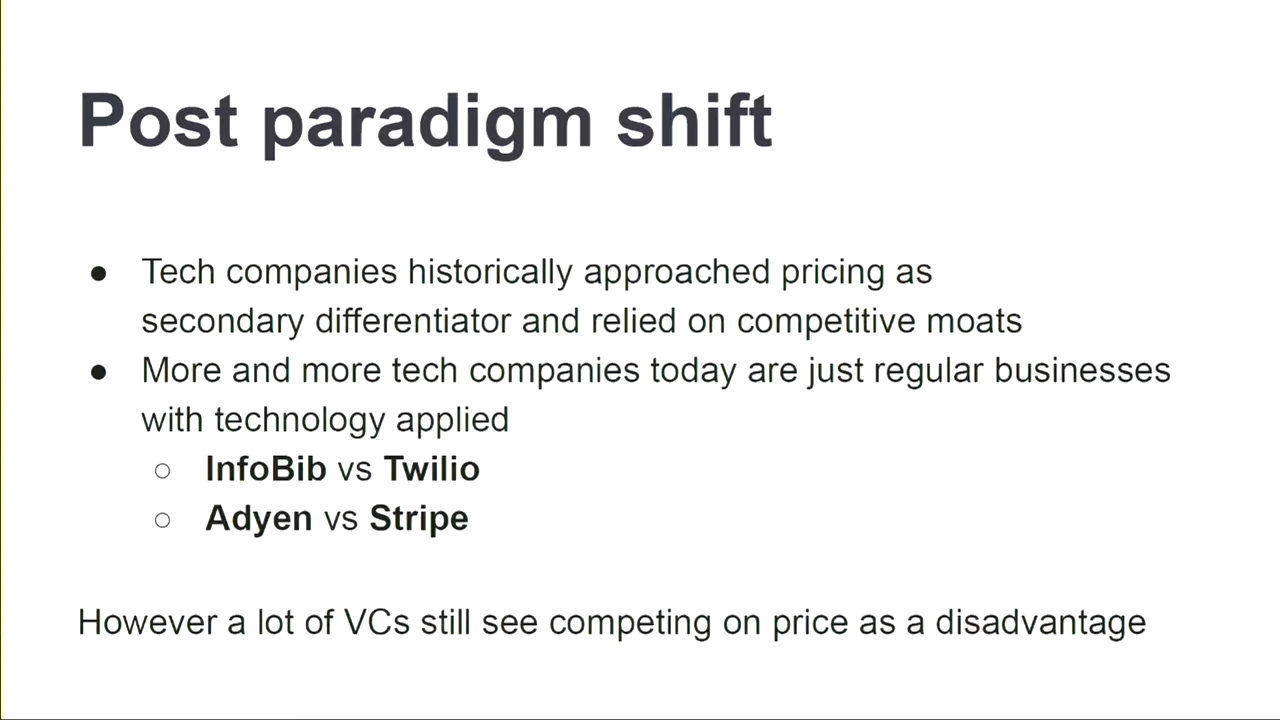 Post paradigm shift
● Tech companies historically approached pricing as
secondary differentiator and relied on competitive moats
● More and more tech companies today are just regular businesses
with technology applied
○ InfoBib vs Twilio
○ Adyen vs Stripe
However a lot of VCs still see competing on price as a disadvantage